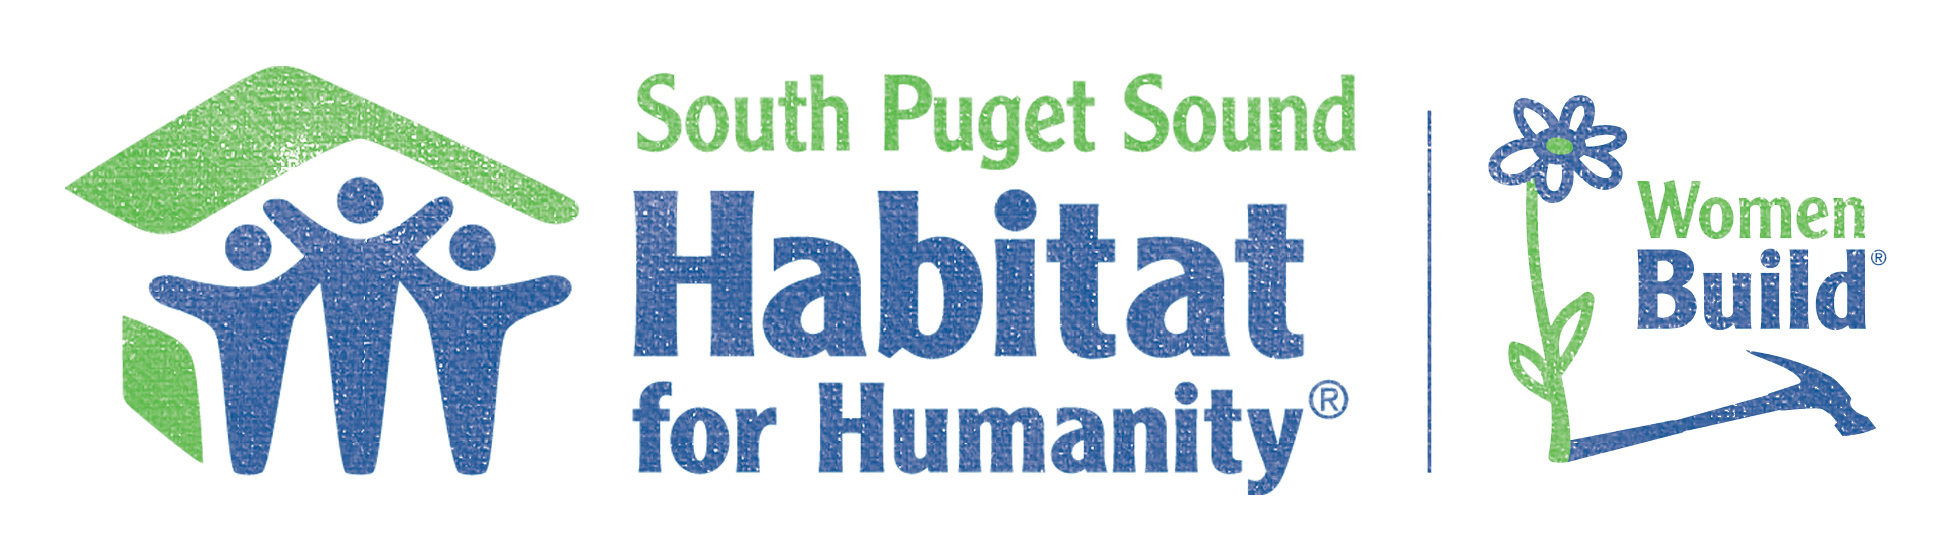 South Puget Sound
Habitat
for Humanity®
Women
Build®